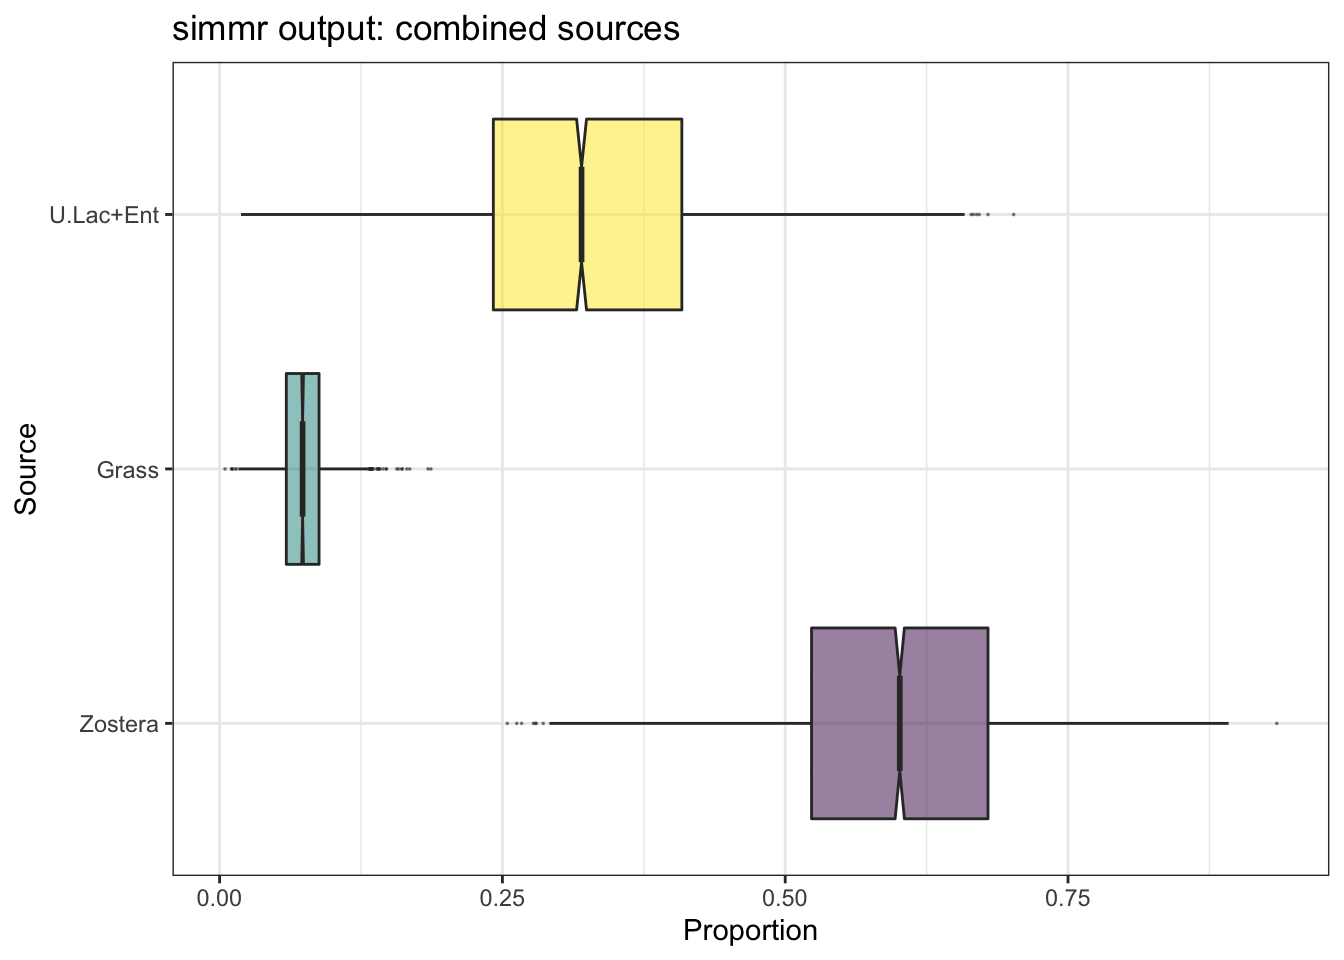 simmr output: combined sources
U.Lac+Ent
Grass
Zostera
Source
0.00 0.25 0.50 0.75
Proportion